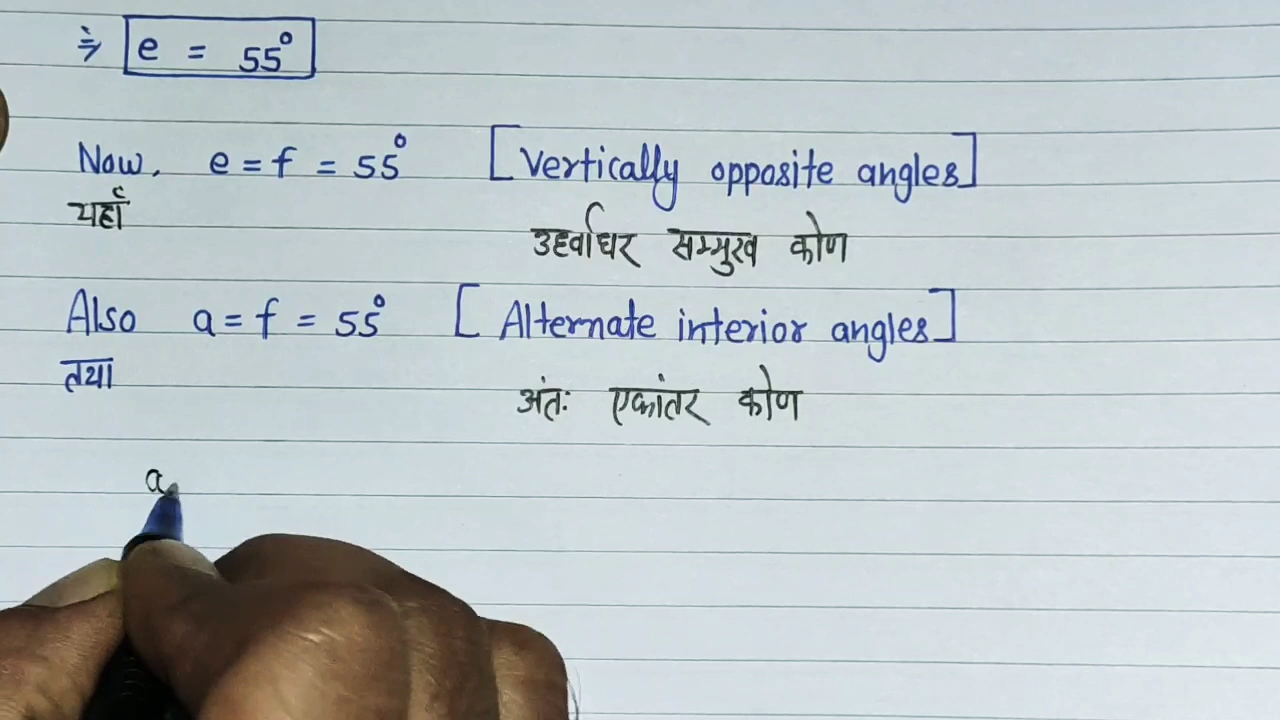 ⇒ e = 55°
Now, e = f = 55° [Vertically opposite angles]
यहाँ
उर्ध्वाधर सम्मुख कोण
Also a = f = 55° [Alternate interior angles]
तथा
अंतः एकांतर कोण
a